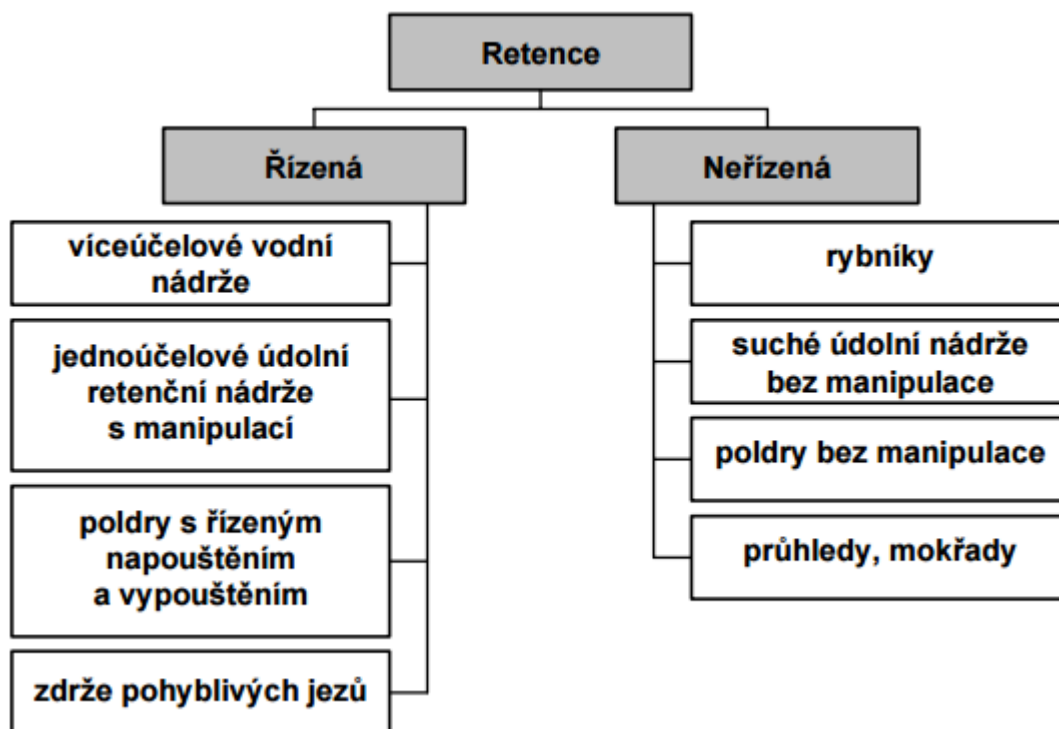 Retence
Řízená
víceúčelové vodní
nádrže
jednoúčelové údolní
retenční nádrže
s manipulací
poldry s řízeným
napouštěním
a vypouštěním
zdrže pohyblivých jezů
Neřízená
rybníky
suché údolní nádrže
bez manipulace
poldry bez manipulace
průhledy, mokřady